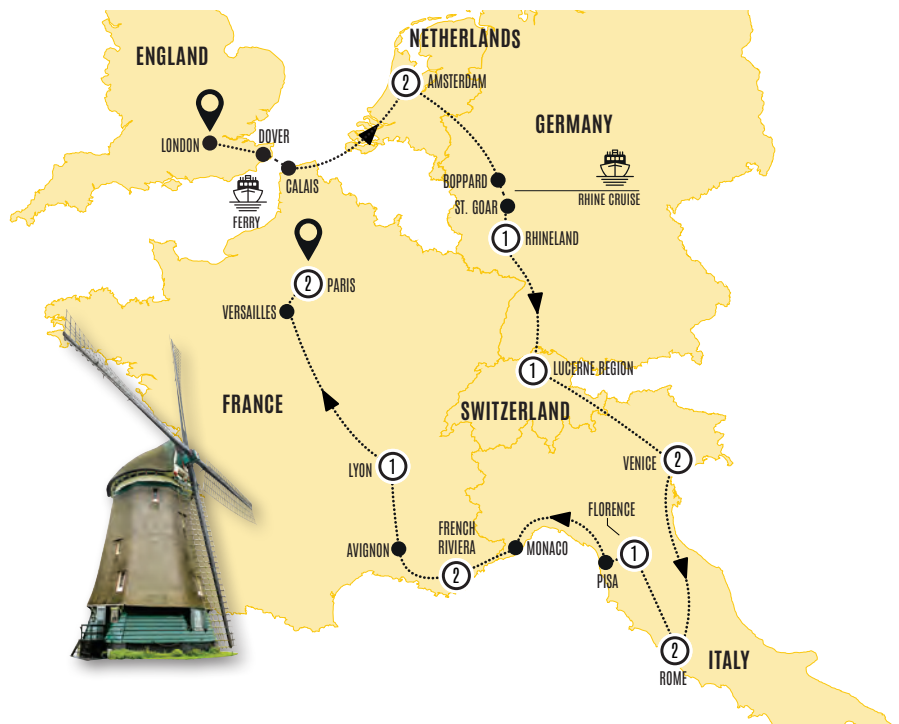 ENGLAND
NETHERLANDS
2
AMSTERDAM
GERMANY
LONDON
DOVER
CALAIS
FERRY
BOPPARD
ST. GOAR
RHINE CRUISE
1
RHINELAND
2
PARIS
VERSAILLES
1
LUCERNE REGION
FRANCE
SWITZERLAND
LYON
1
VENICE
2
FLORENCE
FRENCH
RIVIERA
AVIGNON
MONACO
1
2
PISA
2
ROME
ITALY